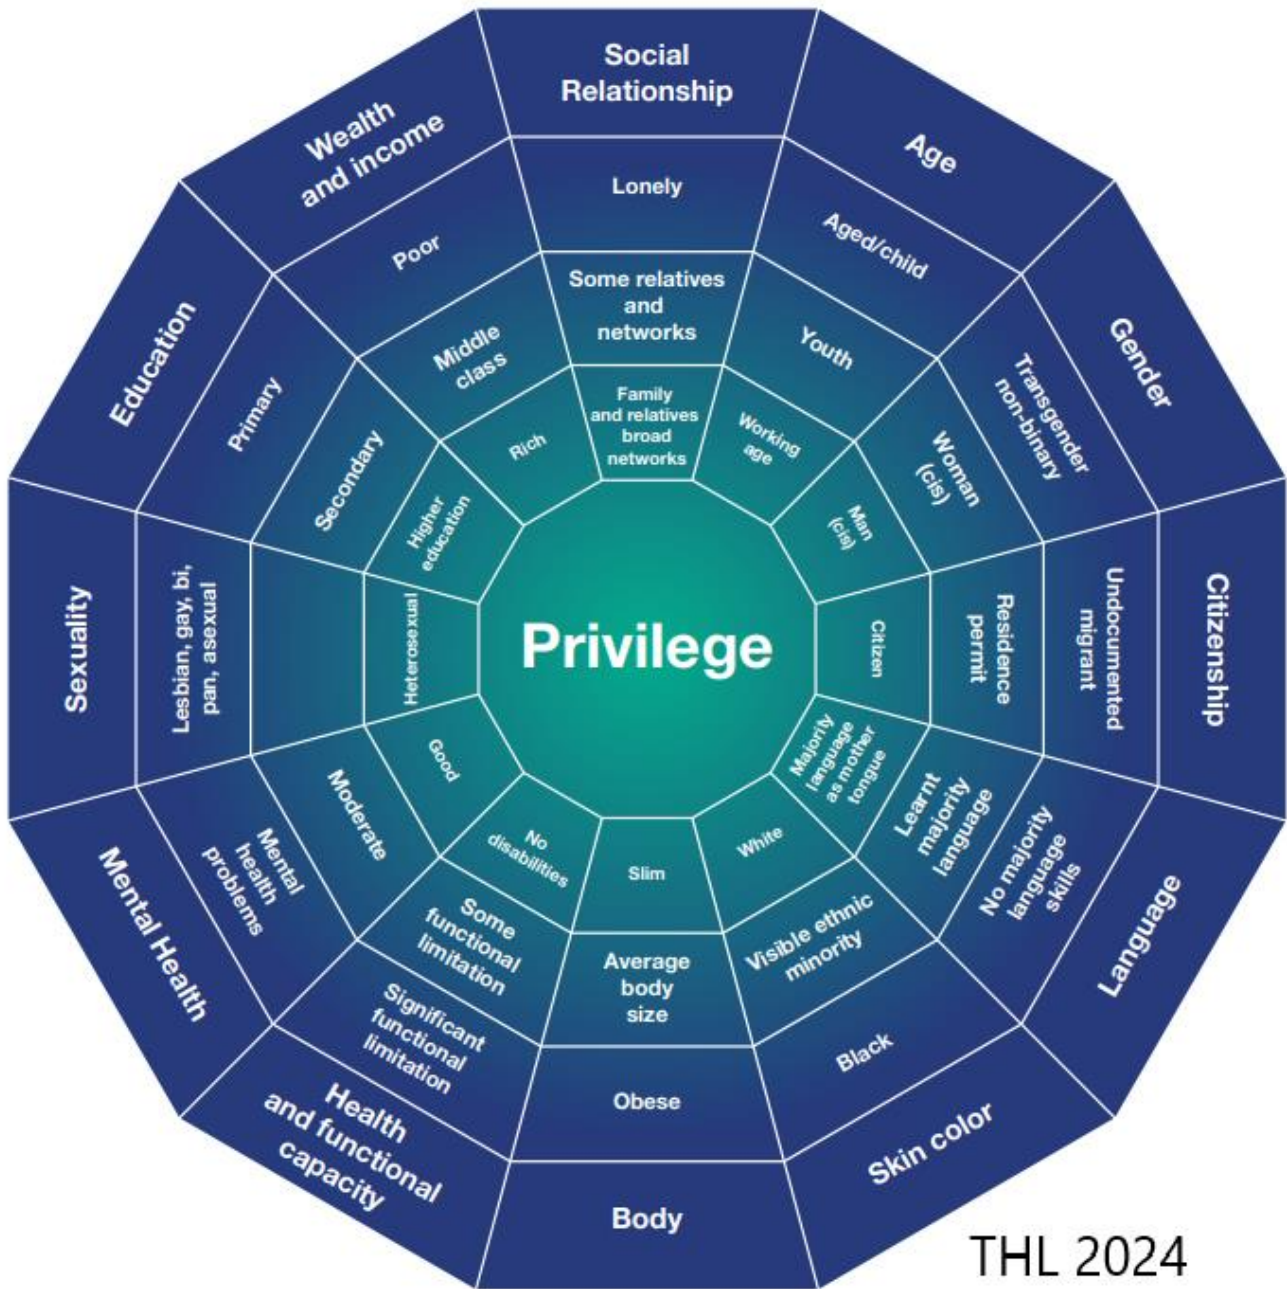 Social
Relationship
Lonely
Some relatives
and
networks
Family
and relatives
broad
networks
Age
Aged/child
Youth
Working
age
Gender
Transgender
non-binary
Woman
(cis)
Man
(cis)
Citizenship
Undocumented
migrant
Residence
permit
Citizen
Language
No majority
language
skills
Learnt
majority
language
Majority
language
as mother
tongue
Skin color
Black
Visible ethnic
minority
White
Body
Obese
Average
body
size
Slim
Health
and functional
capacity
Significant
functional
limitation
Some
functional
limitation
No
disabilities
Mental Health
Mental
health
problems
Moderate
Good
Sexuality
Lesbian, gay, bi,
pan, asexual
Heterosexual
Education
Primary
Secondary
Higher
education
Wealth
and income
Poor
Middle
class
Rich
Privilege
THL 2024